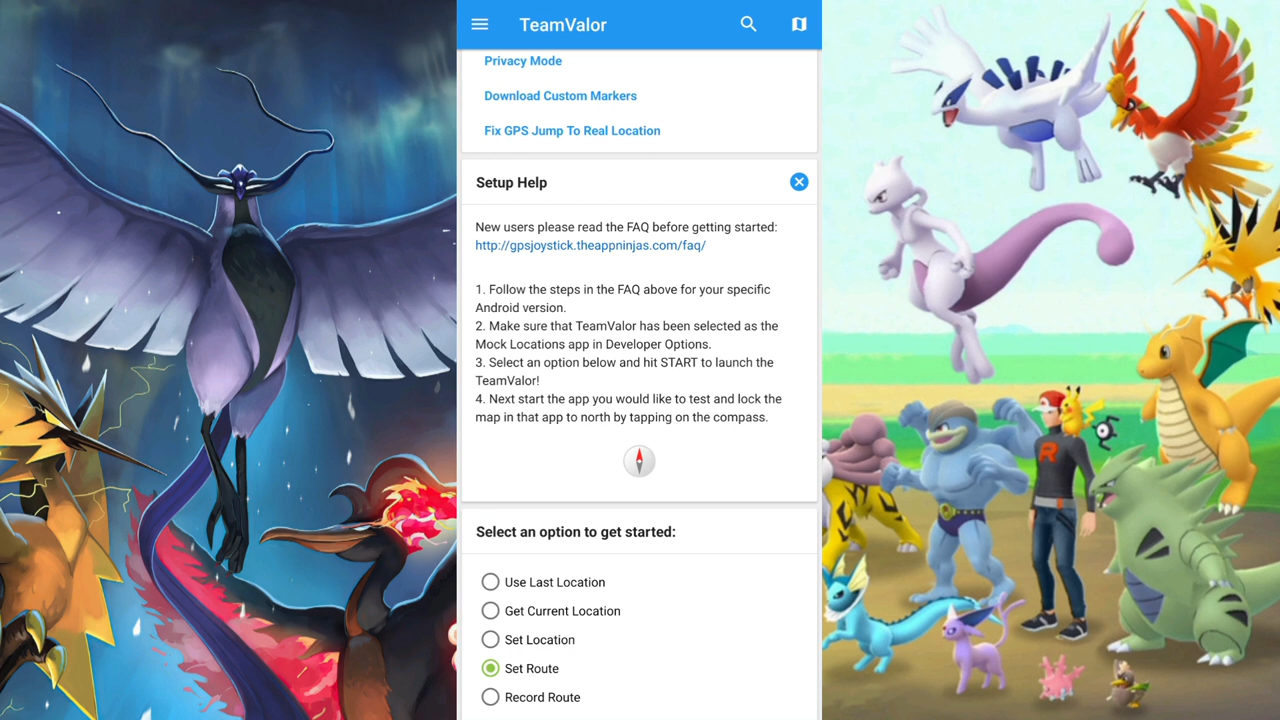 TeamValor
Privacy Mode
Download Custom Markers
Fix GPS Jump To Real Location
Setup Help
New users please read the FAQ before getting started:
http://gpsjoystick.theappninjas.com/faq/
1. Follow the steps in the FAQ above for your specific
Android version.
2. Make sure that TeamValor has been selected as the
Mock Locations app in Developer Options.
3. Select an option below and hit START to launch the
TeamValor!
4. Next start the app you would like to test and lock the
map in that app to north by tapping on the compass.
Select an option to get started:
Use Last Location
Get Current Location
Set Location
Set Route
Record Route
R